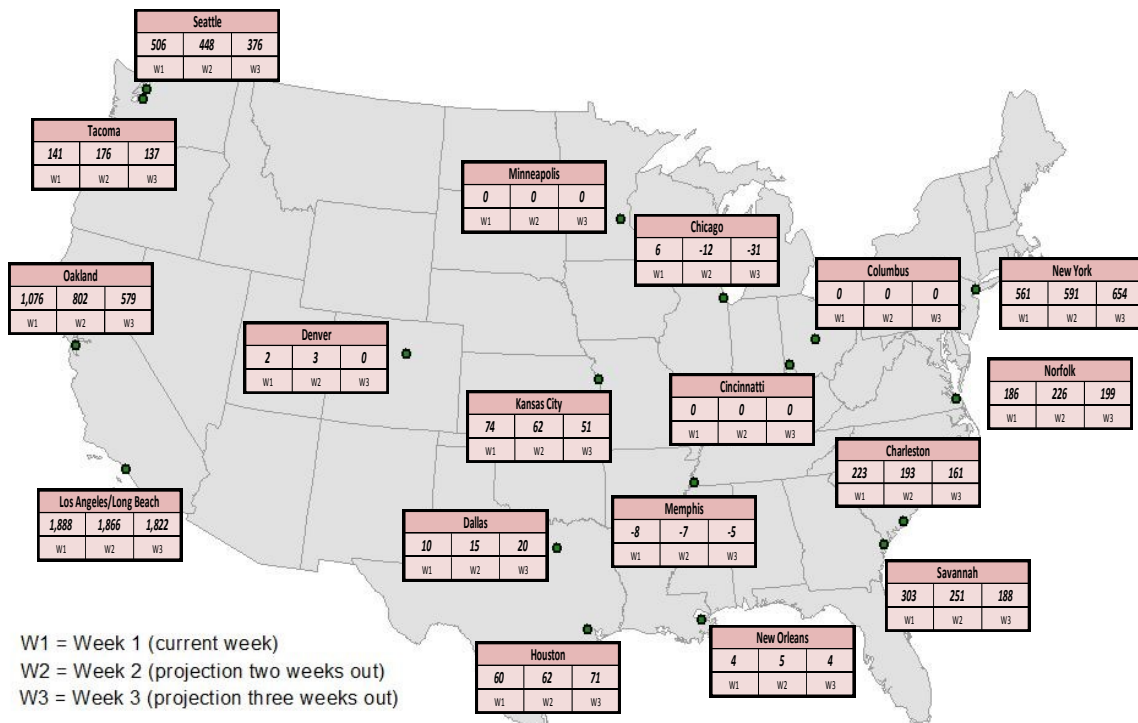 Seattle
506 448 376
W1 W2 W3
Tacoma
141 176 137
W1 W2 W3
Minneapolis
0 0 0
W1 W2 W3
Chicago
6 -12 -31
W1 W2 W3
Oakland
1,076 802 579
W1 W2 W3
Columbus
0 0 0
W1 W2 W3
New York
561 591 654
W1 W2 W3
Denver
2 3 0
W1 W2 W3
Cincinnatti
0 0 0
W1 W2 W3
Norfolk
186 226 199
W1 W2 W3
Kansas City
74 62 51
W1 W2 W3
Charleston
223 193 161
W1 W2 W3
Los Angeles/Long Beach
1,888 1,866 1,822
W1 W2 W3
Memphis
-8 -7 -5
W1 W2 W3
Dallas
10 15 20
W1 W2 W3
Savannah
303 251 188
W1 W2 W3
New Orleans
4 5 4
W1 W2 W3
Houston
60 62 71
W1 W2 W3
W1 = Week 1 (current week)
W2 = Week 2 (projection two weeks out)
W3 = Week 3 (projection three weeks out)